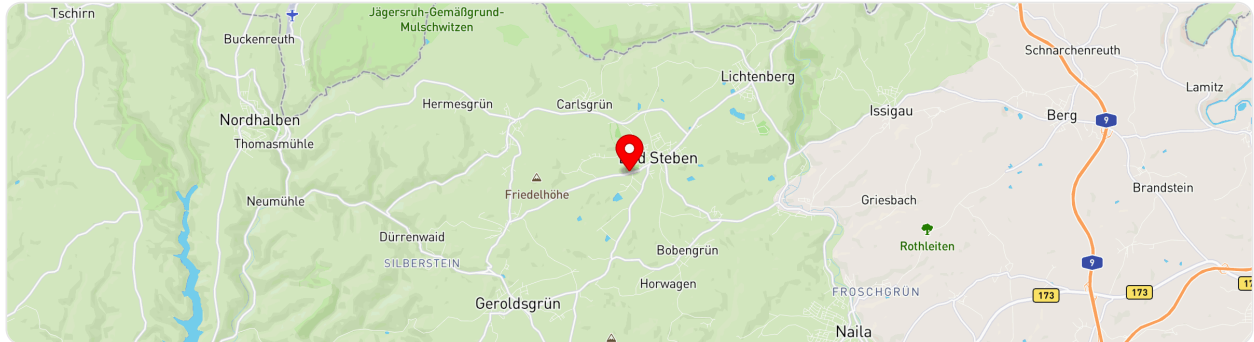 Tschirn
Jägersruh-Gemäßgrund-
Mulschwitzen
Buckenreuth
Schnarchenreuth
Lichtenberg
Lamitz
Hermesgrün
Carlsgrün
Issigau
Berg
9
Nordhalben
Thomasmühle
Steben
Friedelhöhe
Brandstein
Neumühle
Griesbach
Dürrenwaid
Rothleiten
Bobengrün
SILBERSTEIN
9
Horwagen
FROSCHGRÜN
173
173
Geroldsgrün
Naila